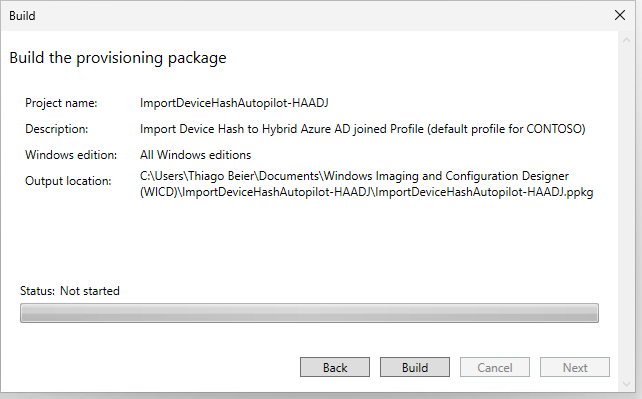 Build
Build the provisioning package
Project name: ImportDeviceHashAutopilot-HAADJ
Description: Import Device Hash to Hybrid Azure AD joined Profile (default profile for CONTOSO)
Windows edition: All Windows editions
Output location: C:\Users\Thiago Beier\Documents\Windows Imaging and Configuration Designer
(WICD)\ImportDeviceHashAutopilot-HAADJ\ImportDeviceHashAutopilot-HAADJ.ppkg
Status: Not started
Back Build Cancel Next